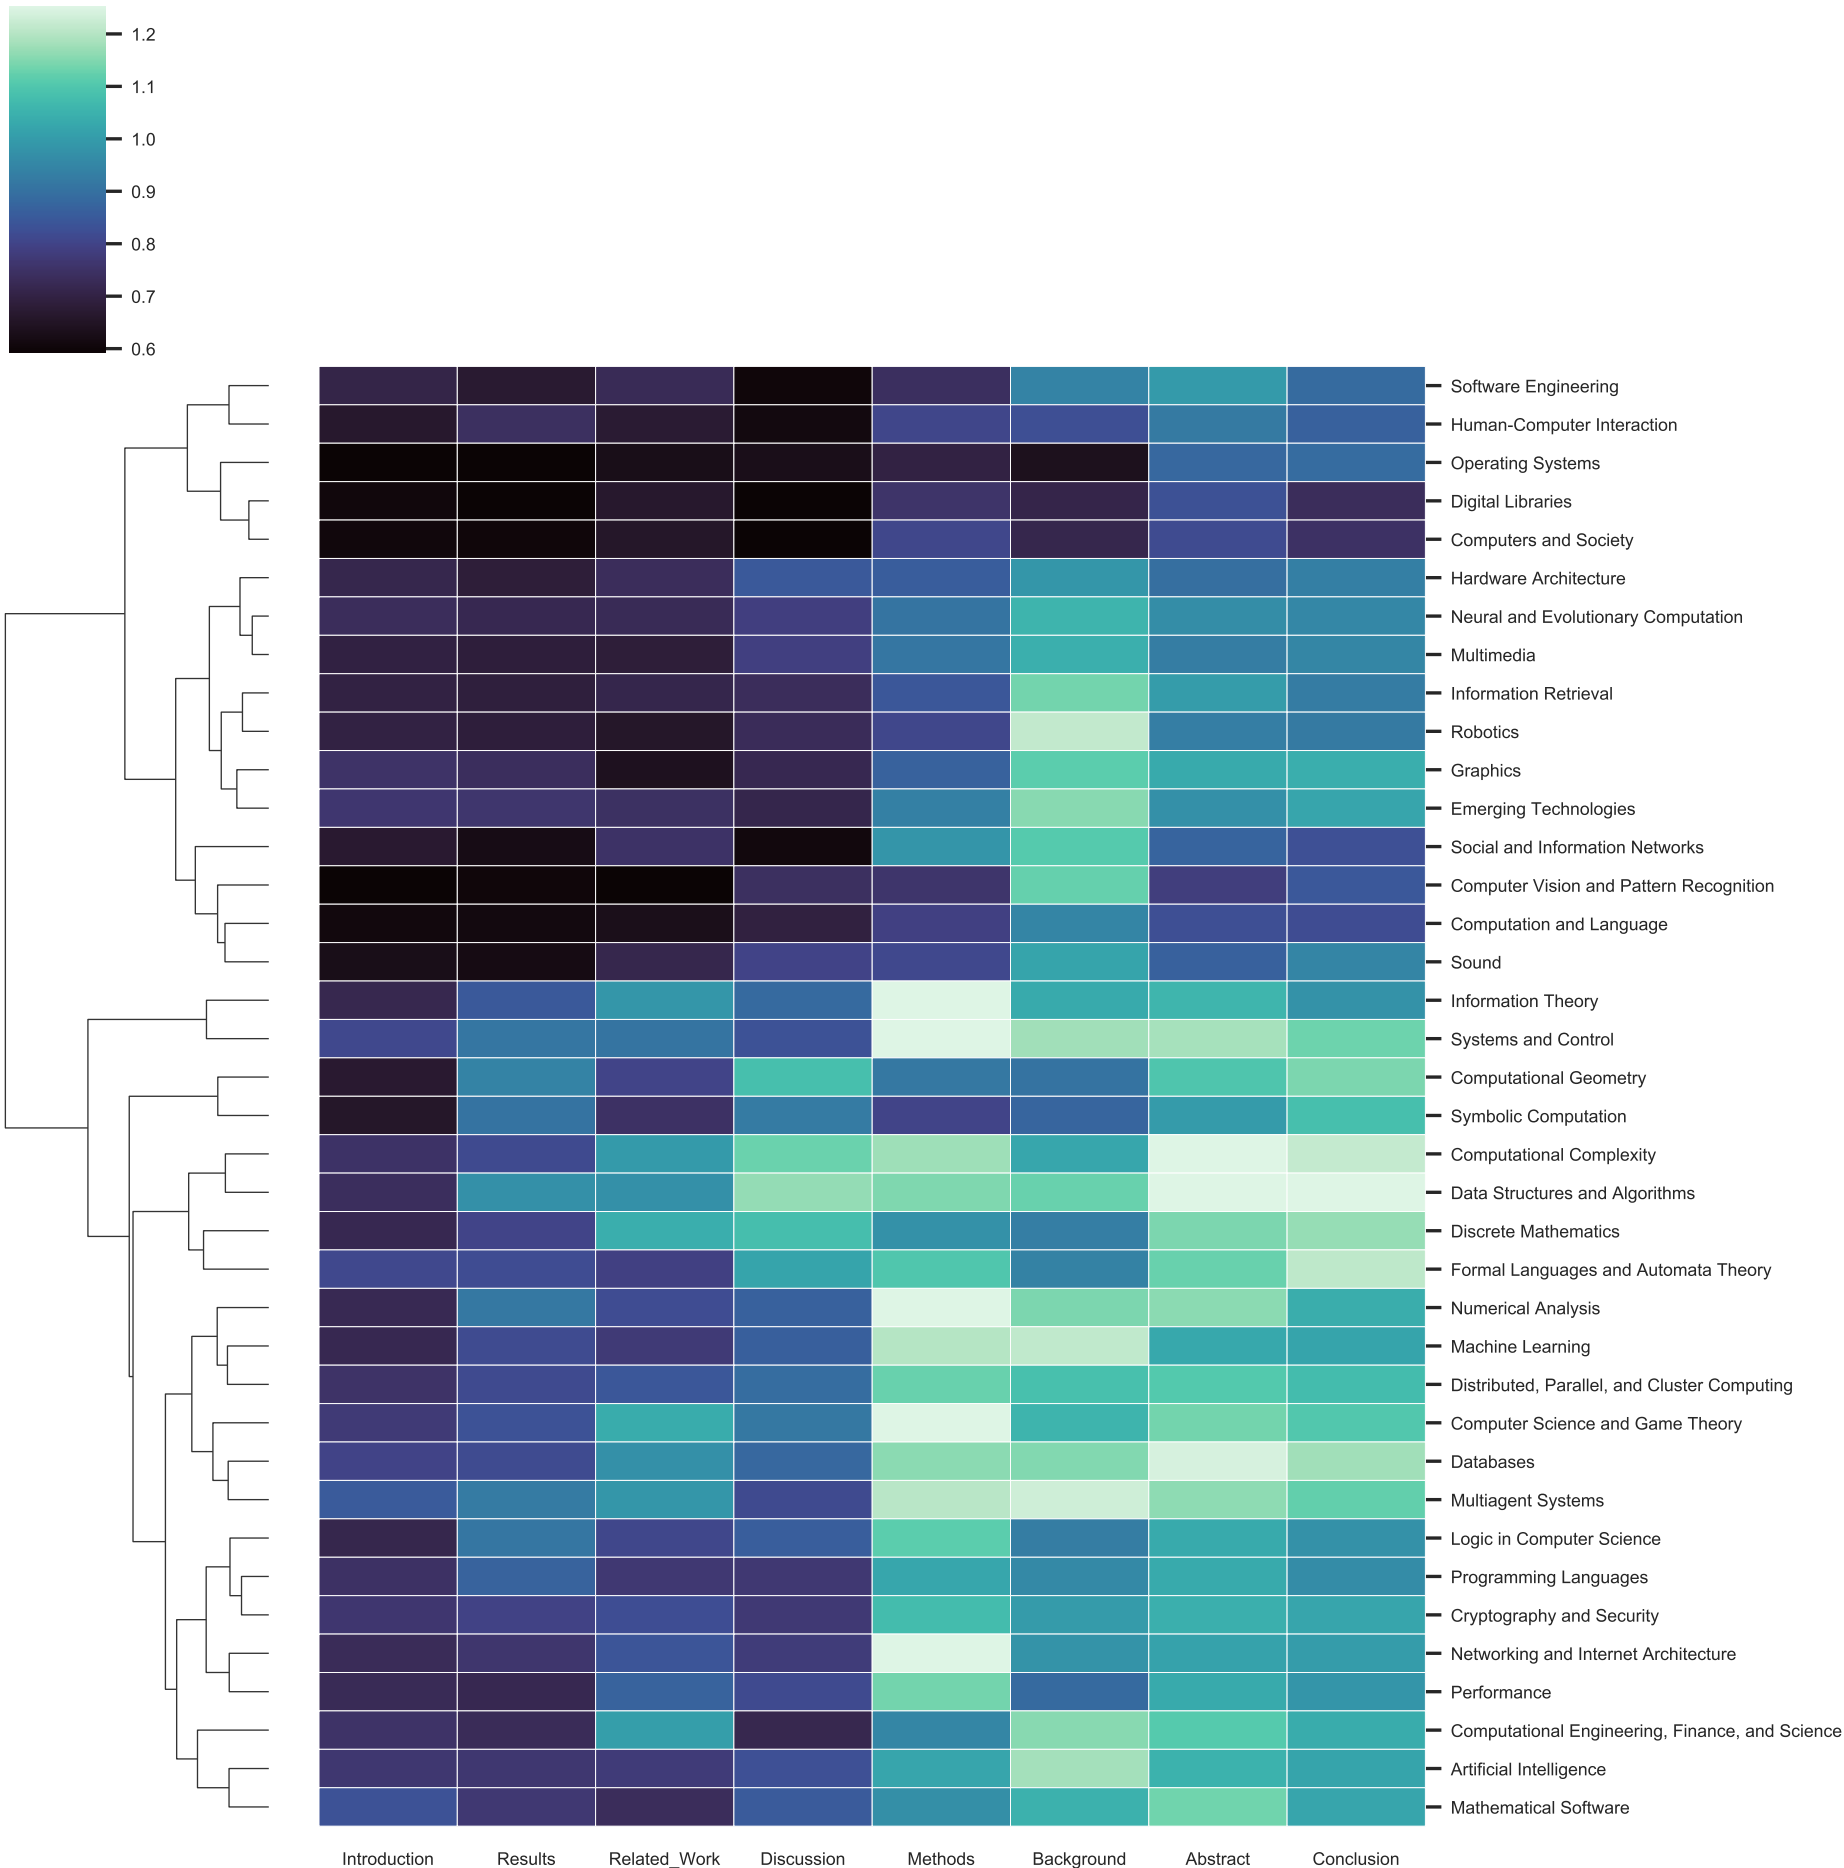 1.2
1.1
1.0
0.9
0.8
0.7
0.6
Software Engineering
Human-Computer Interaction
Operating Systems
Digital Libraries
Computers and Society
Hardware Architecture
Neural and Evolutionary Computation
Multimedia
Information Retrieval
Robotics
Graphics
Emerging Technologies
Social and Information Networks
Computer Vision and Pattern Recognition
Computation and Language
Sound
Information Theory
Systems and Control
Computational Geometry
Symbolic Computation
Computational Complexity
Data Structures and Algorithms
Discrete Mathematics
Formal Languages and Automata Theory
Numerical Analysis
Machine Learning
Distributed, Parallel, and Cluster Computing
Computer Science and Game Theory
Databases
Multiagent Systems
Logic in Computer Science
Programming Languages
Cryptography and Security
Networking and Internet Architecture
Performance
Computational Engineering, Finance, and Science
Artificial Intelligence
Mathematical Software
Introduction Results Related_Work Discussion Methods Background Abstract Conclusion